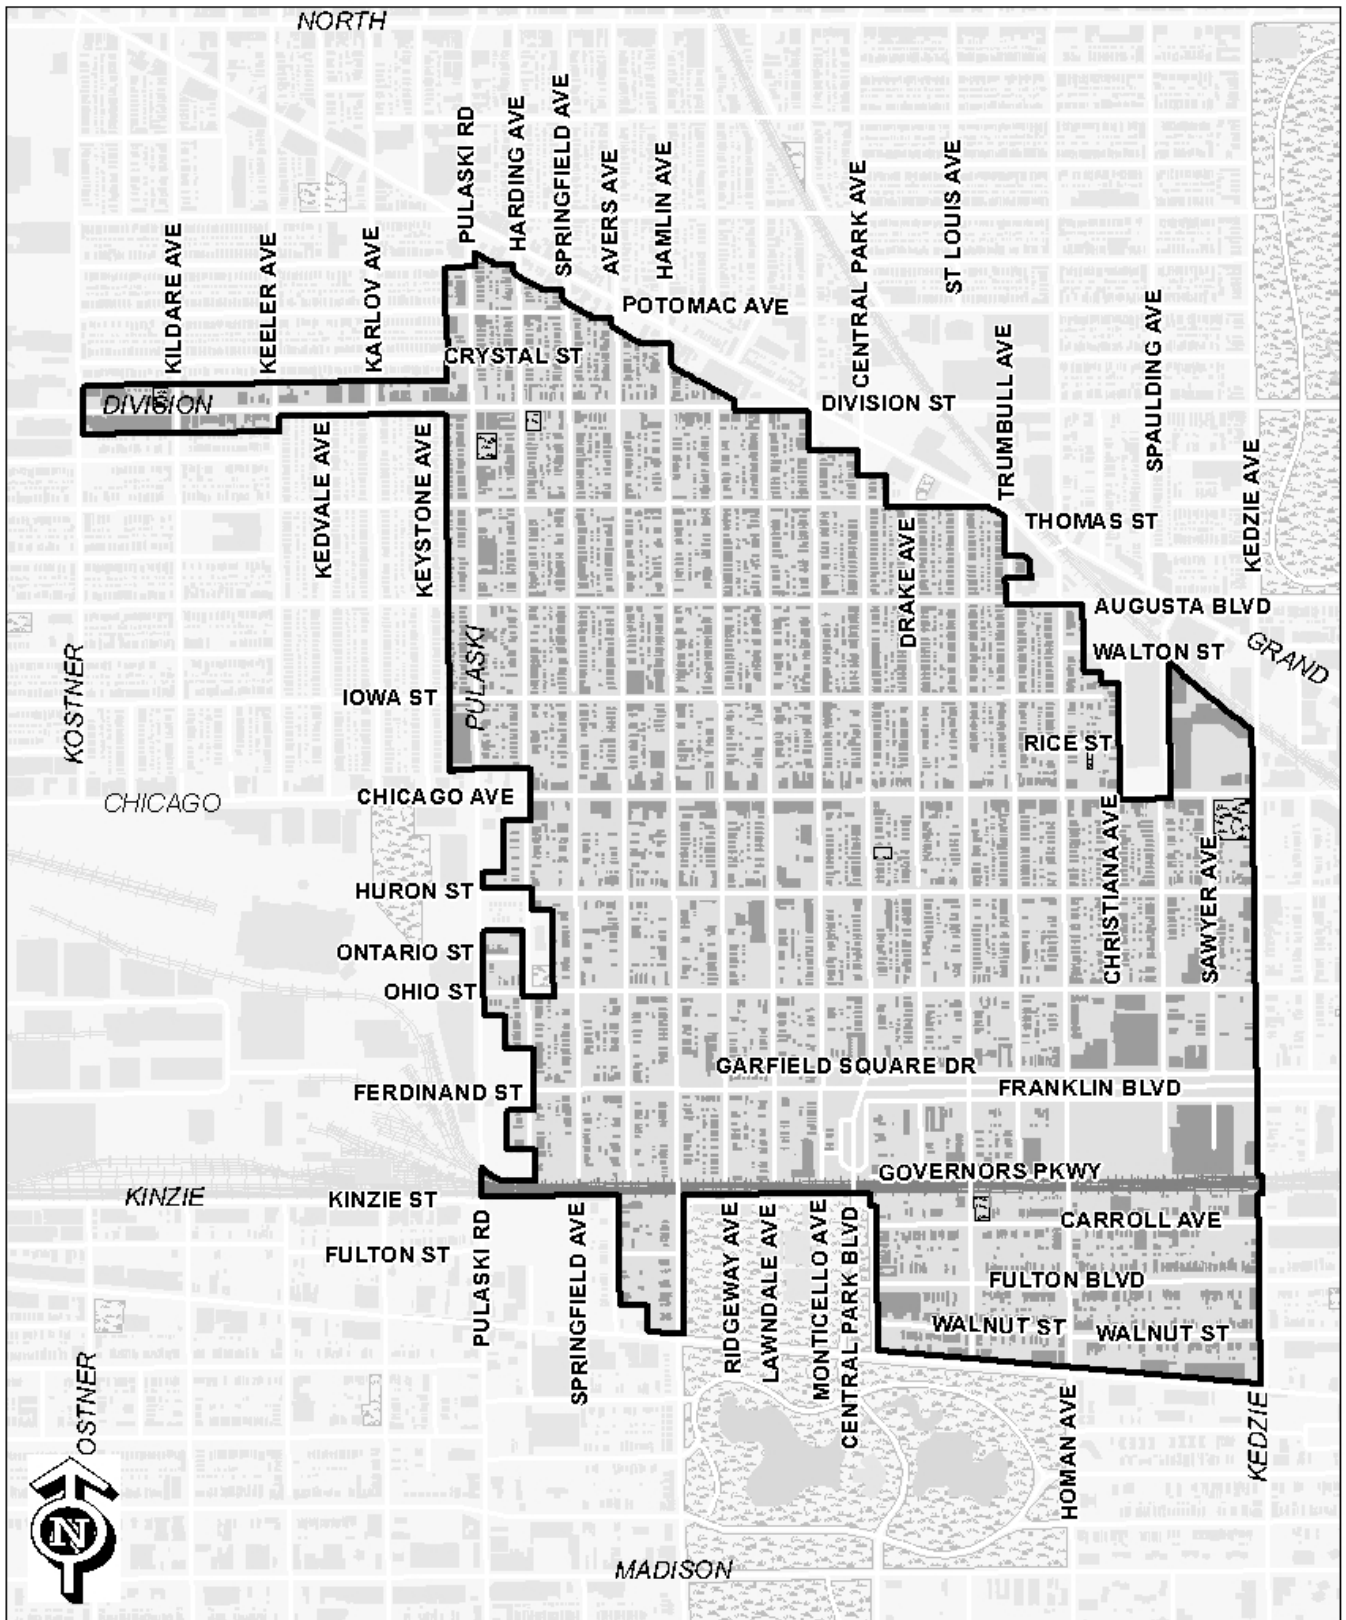 NORTH
PULASKI RD
HARDING AVE
SPRINGFIELD AVE
AVERS AVE
HAMLIN AVE
CENTRAL PARK AVE
ST LOUIS AVE
KILDARE AVE
KEELER AVE
KARLOV AVE
POTOMAC AVE
TRUMBULL AVE
SPAULDING AVE
CRYSTAL ST
DIVISION
DIVISION ST
KEDVALE AVE
KEYSTONE AVE
KEDZIE AVE
THOMAS ST
DRAKE AVE
AUGUSTA BLVD
WALTON ST
GRAND
KOSTNER
PULASKI
IOWA ST
RICE ST
CHICAGO
CHICAGO AVE
CHRISTIANA AVE
SAWYER AVE
HURON ST
ONTARIO ST
OHIO ST
GARFIELD SQUARE DR
FERDINAND ST
FRANKLIN BLVD
GOVERNORS PKWY
KINZIE
KINZIE ST
CARROLL AVE
FULTON ST
PULASKI RD
SPRINGFIELD AVE
RIDGEWAY AVE
LAWNDALE AVE
MONTICELLO AVE
CENTRAL PARK BLVD
FULTON BLVD
WALNUT ST
WALNUT ST
OSTNER
HOMAN AVE
KEDZIE
N
MADISON